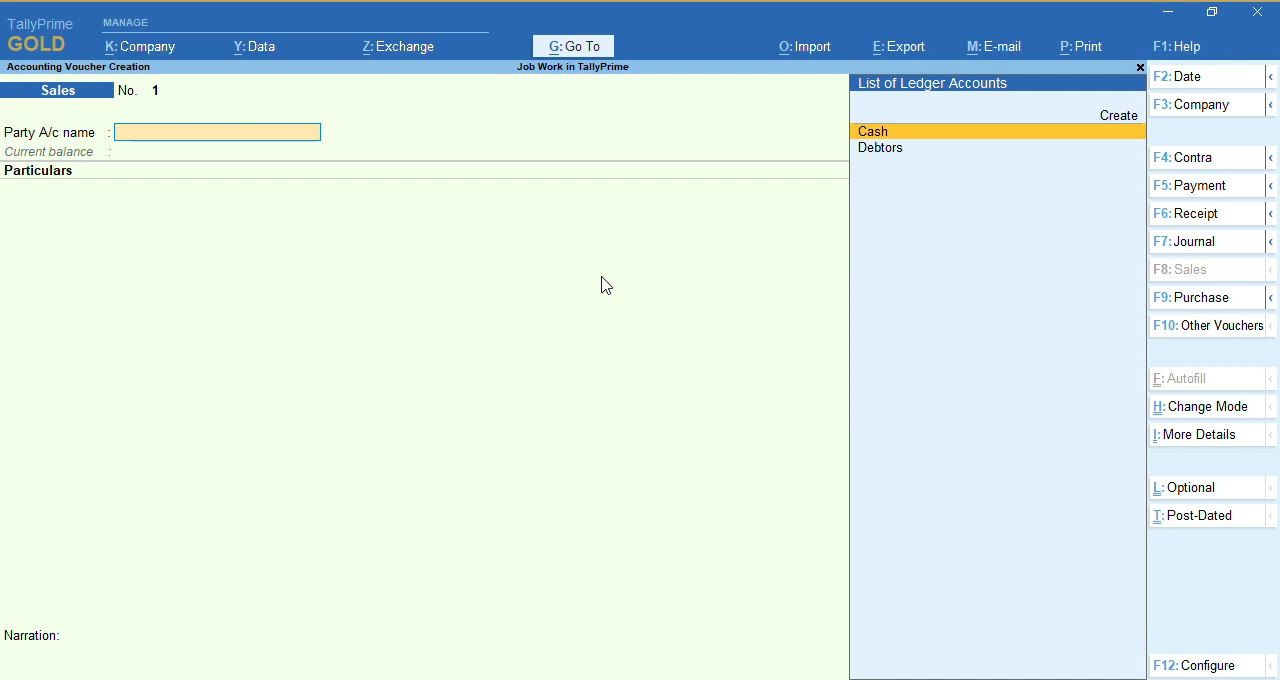 TallyPrime
MANAGE
GOLD
K: Company
Y: Data
Z: Exchange
G: Go To
O: Import
E: Export
M: E-mail
P: Print
F1: Help
Accounting Voucher Creation
Job Work in TallyPrime
Sales No. 1
Party A/c name :
Current balance :
Particulars
Narration:
List of Ledger Accounts
Create
Cash
Debtors
F2: Date
F3: Company
F4: Contra
F5: Payment
F6: Receipt
F7: Journal
F8: Sales
F9: Purchase
F10: Other Vouchers
F: Autofill
H: Change Mode
I: More Details
L: Optional
T: Post-Dated
F12: Configure